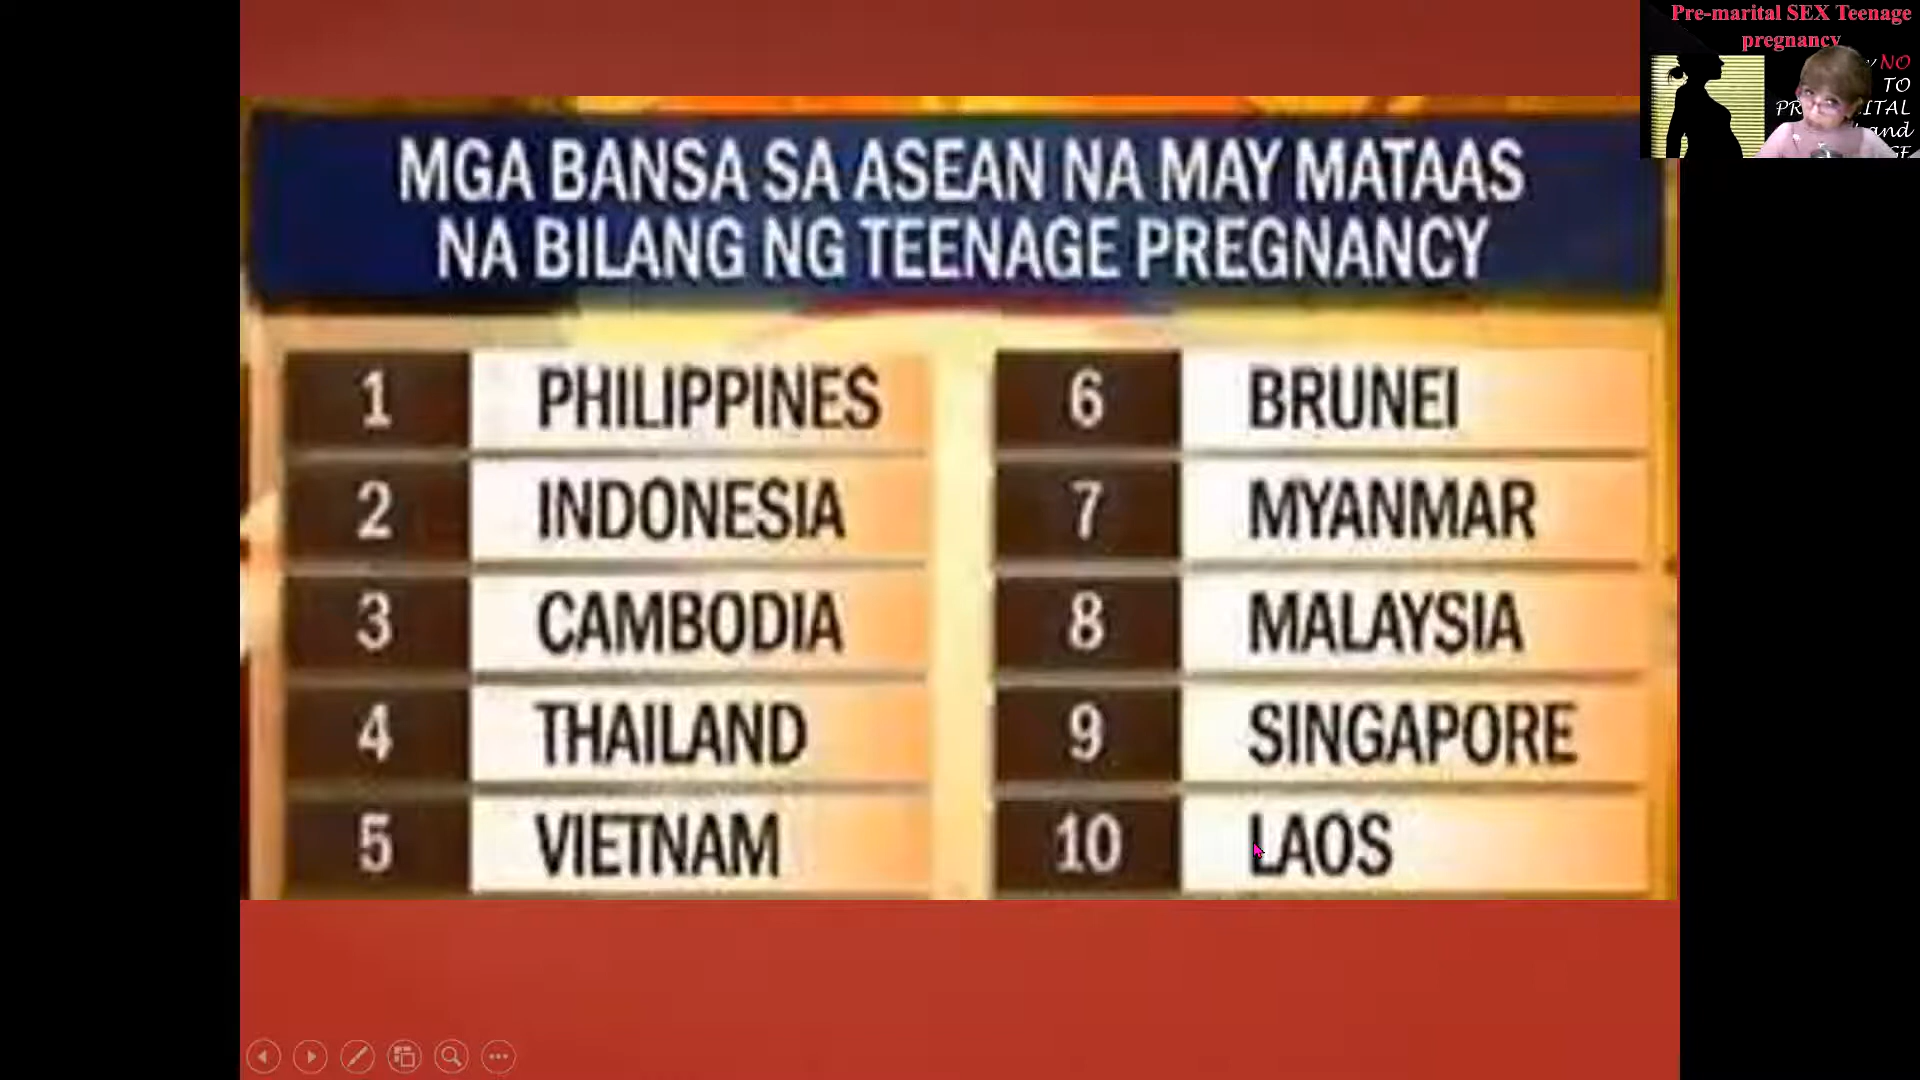 MGA BANSA SA ASEAN NA MAY MATAAS
NA BILANG NG TEENAGE PREGNANCY
1 PHILIPPINES
2 INDONESIA
3 CAMBODIA
4 THAILAND
5 VIETNAM
6 BRUNEI
7 MYANMAR
8 MALAYSIA
9 SINGAPORE
10 LAOS
Pre-marital SEX Teenage
pregnancy
NO
TO